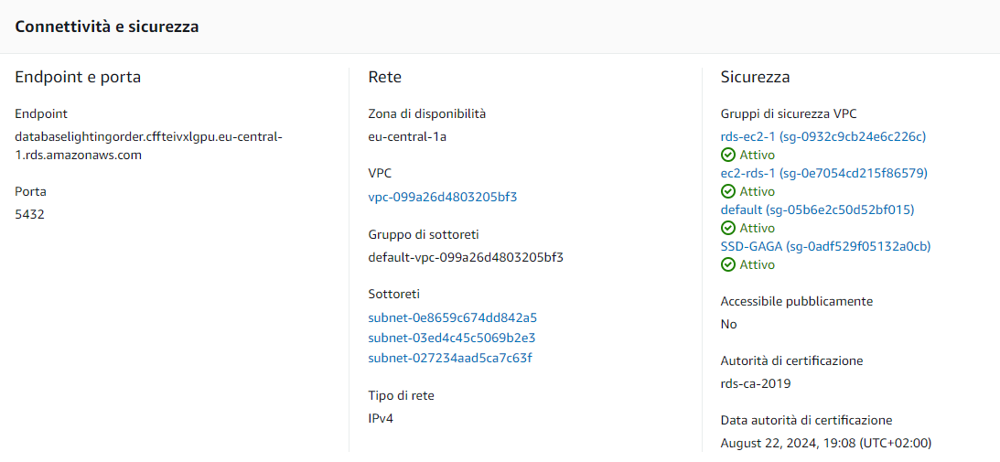 Connettività e sicurezza
Endpoint e porta
Endpoint
databaselightingorder.cffteivxlgpu.eu-central-
1.rds.amazonaws.com
Porta
5432
Rete
Zona di disponibilità
eu-central-1a
VPC
vpc-099a26d4803205bf3
Gruppo di sottoreti
default-vpc-099a26d4803205bf3
Sottoreti
subnet-0e8659c674dd842a5
subnet-03ed4c45c5069b2e3
subnet-027234aad5ca7c63f
Tipo di rete
IPv4
Sicurezza
Gruppi di sicurezza VPC
rds-ec2-1 (sg-0932c9cb24e6c226c)
Attivo
ec2-rds-1 (sg-0e7054cd215f86579)
Attivo
default (sg-05b6e2c50d52bf015)
Attivo
SSD-GAGA (sg-0adf529f05132a0cb)
Attivo
Accessibile pubblicamente
No
Autorità di certificazione
rds-ca-2019
Data autorità di certificazione
August 22, 2024, 19:08 (UTC+02:00)